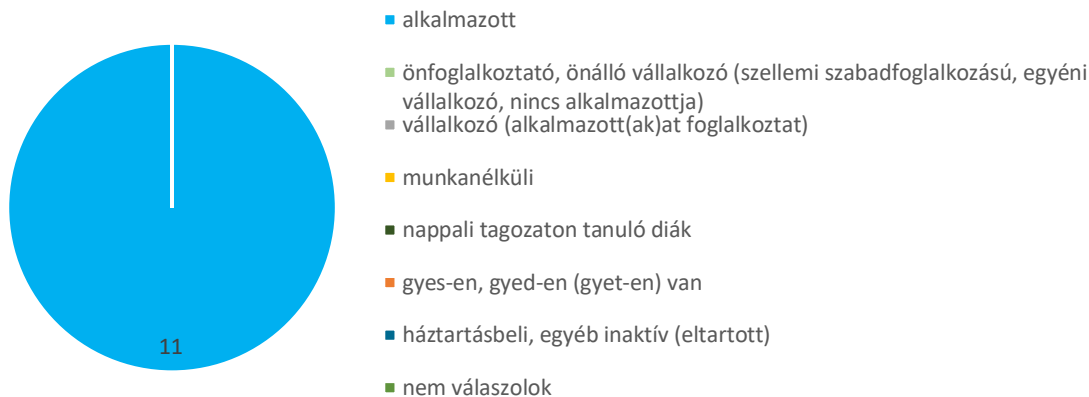 alkalmazott
önfoglalkoztató, önálló vállalkozó (szellemi szabadfoglalkozású, egyéni
vállalkozó, nincs alkalmazottja)
vállalkozó (alkalmazott(ak)at foglalkoztat)
munkanélküli
nappali tagozaton tanuló diák
gyes-en, gyed-en (gyet-en) van
háztartásbeli, egyéb inaktív (eltartott)
nem válaszolok
11